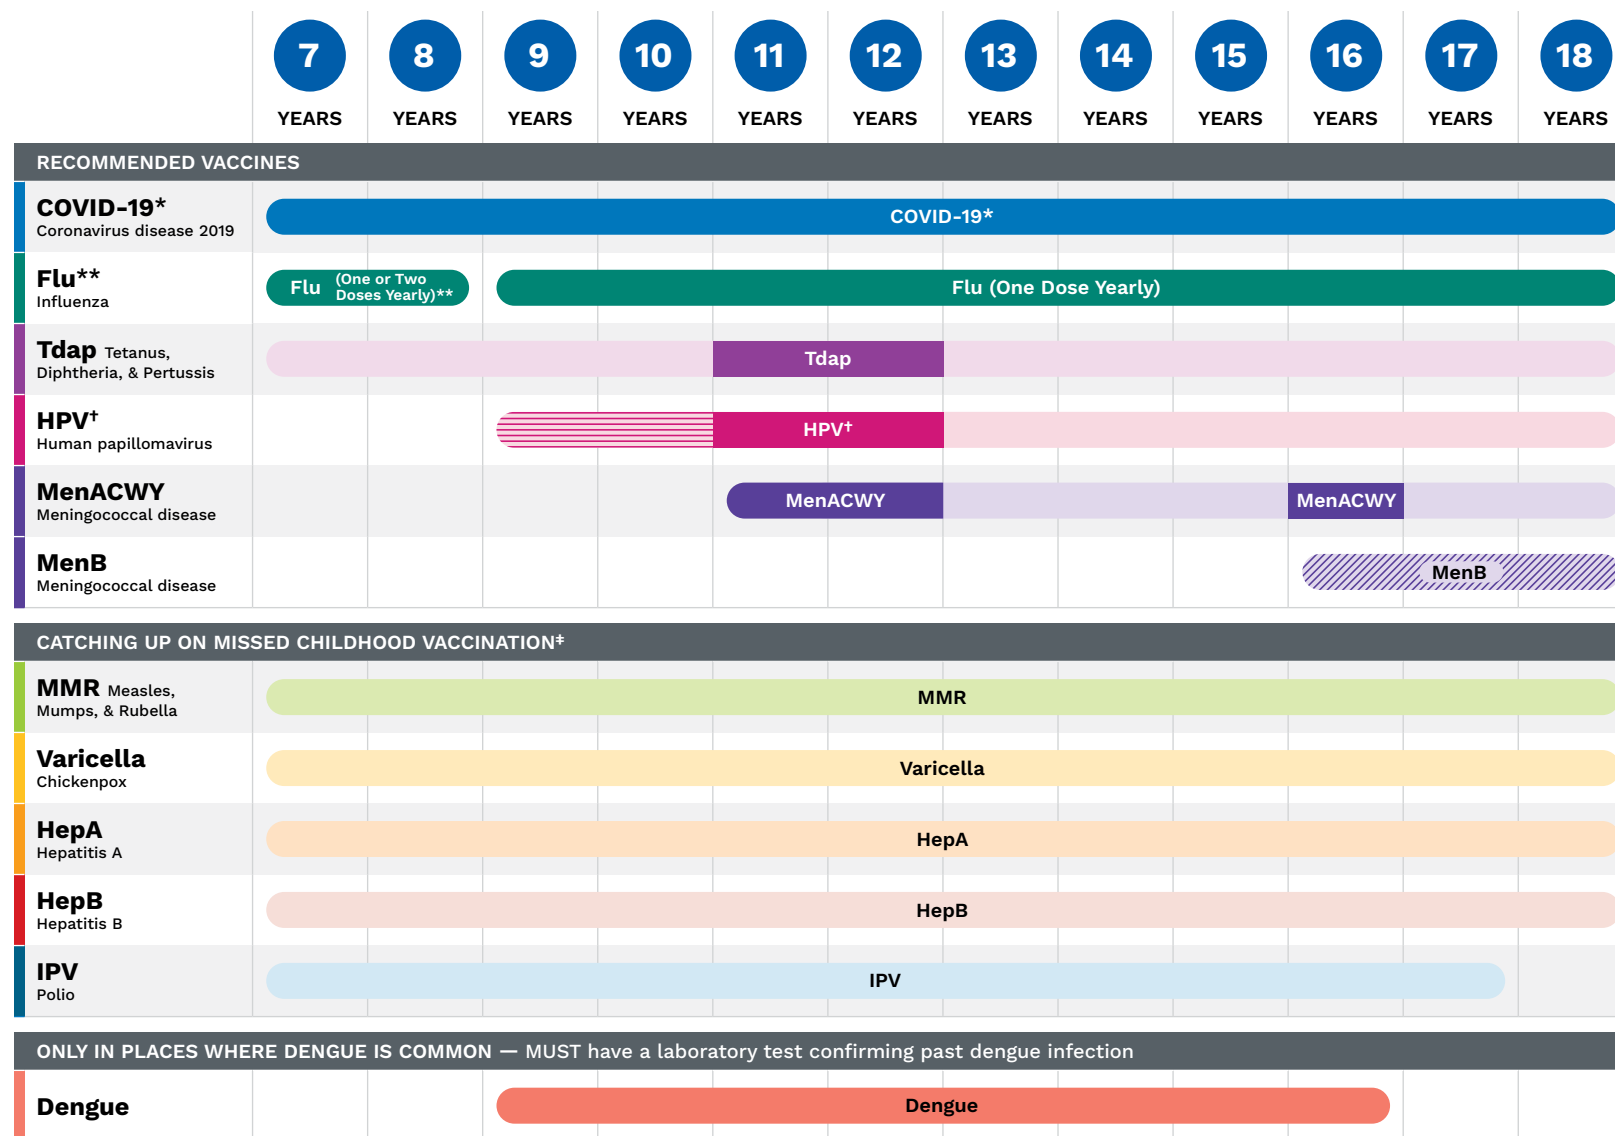 7 8 9 10 11 12 13 14 15 16 17 18
YEARS YEARS YEARS YEARS YEARS YEARS YEARS YEARS YEARS YEARS YEARS YEARS
RECOMMENDED VACCINES
COVID-19*
Coronavirus disease 2019
COVID-19*
Flu**
Influenza
Flu (One or Two
Doses Yearly)**
Flu (One Dose Yearly)
Tdap Tetanus,
Diphtheria, & Pertussis
Tdap
HPV†
Human papillomavirus
HPV†
MenACWY
Meningococcal disease
MenACWY
MenACWY
MenB
Meningococcal disease
MenB
CATCHING UP ON MISSED CHILDHOOD VACCINATION‡
MMR Measles,
Mumps, & Rubella
MMR
Varicella
Chickenpox
Varicella
HepA
Hepatitis A
HepA
HepB
Hepatitis B
HepB
IPV
Polio
IPV
ONLY IN PLACES WHERE DENGUE IS COMMON — MUST have a laboratory test confirming past dengue infection
Dengue
Dengue